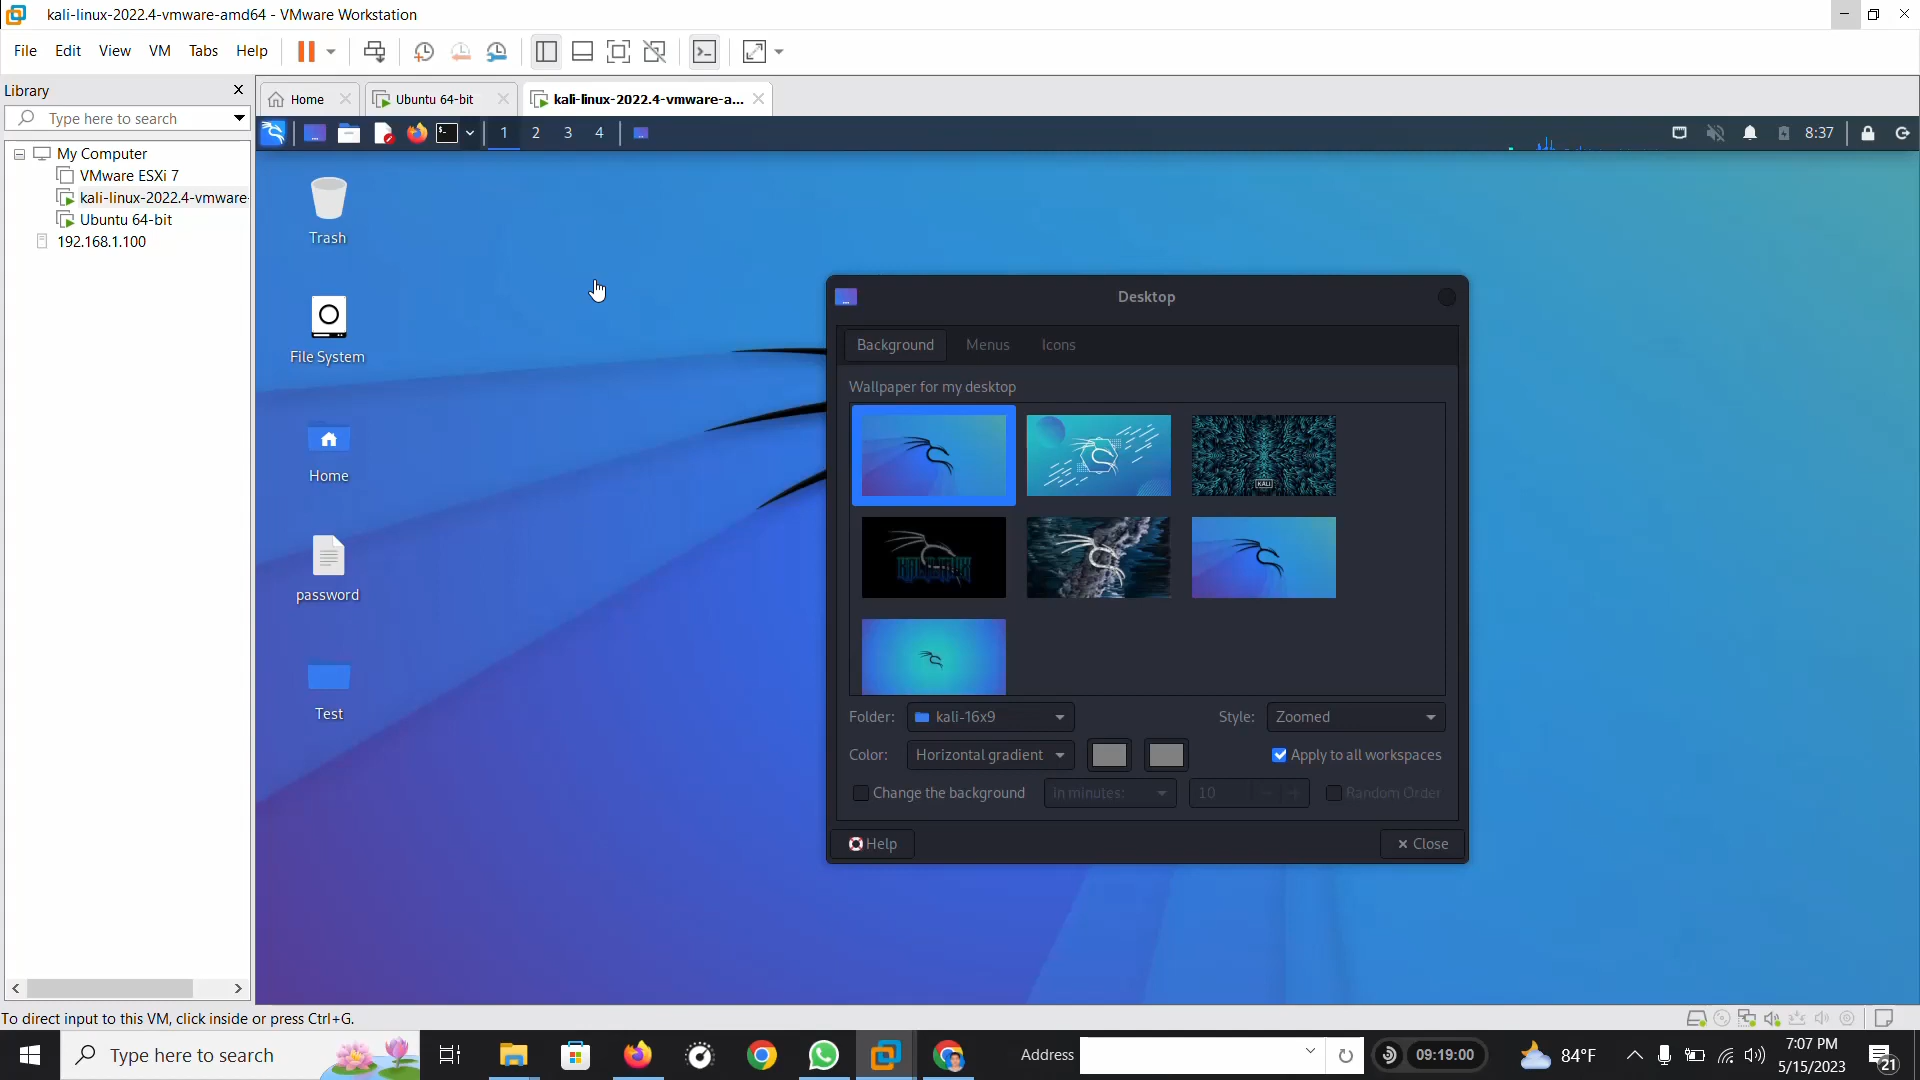 kali-linux-2022.4-vmware-amd64 - VMware Workstation
File Edit View VM Tabs Help
Library
Type here to search
My Computer
VMware ESXi 7
kali-linux-2022.4-vmware-
Ubuntu 64-bit
192.168.1.100
Home
Ubuntu 64-bit
kali-linux-2022.4-vmware-a...
1 2 3 4
8:37
Trash
File System
Home
password
Test
Desktop
Background Menus Icons
Wallpaper for my desktop
KALI
KALI LINUX
Folder: kali-16x9 Style: Zoomed
Color: Horizontal gradient Apply to all workspaces
Change the background in minutes: 10 Random Order
Help Close
To direct input to this VM, click inside or press Ctrl+G.
Type here to search
Address
09:19:00
84°F
7:07 PM
5/15/2023
21